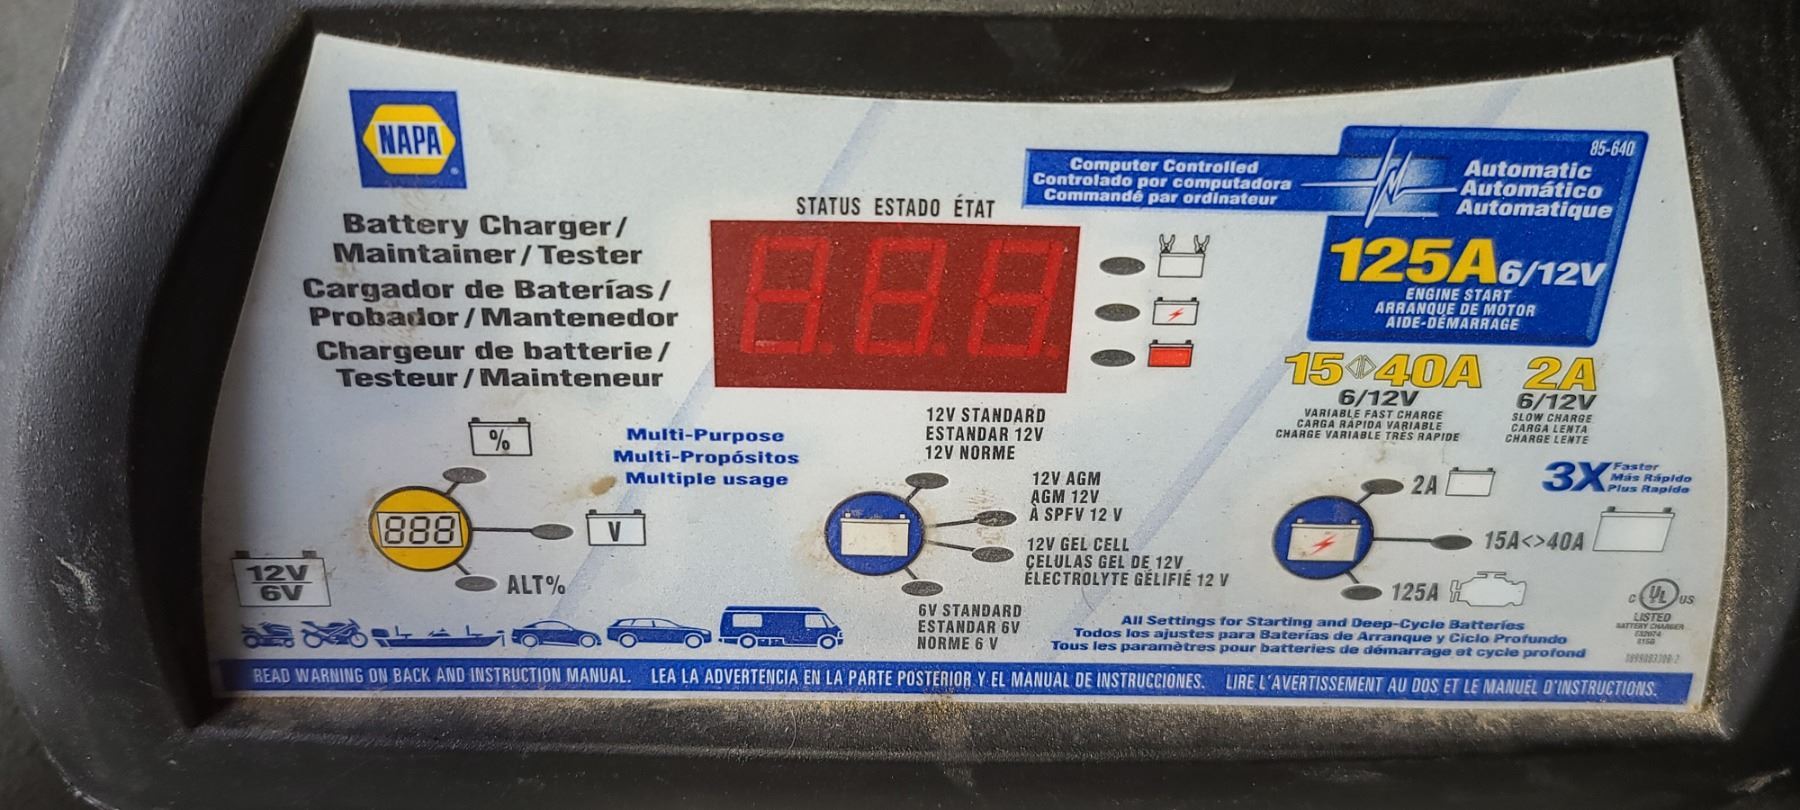 NAPA
Battery Charger/
Maintainer/Tester
Cargador de Baterías/
Probador/Mantenedor
Chargeur de batterie/
Testeur/Mainteneur
STATUS ESTADO ÉTAT
8.8.8.
Computer Controlled
Controlado por computadora
Commandé par ordinateur
85-640
Automatic
Automático
Automatique
125A 6/12V
ENGINE START
ARRANQUE DE MOTOR
AIDE-DÉMARRAGE
15 40A
6/12V
VARIABLE FAST CHARGE
CARGA RÁPIDA VARIABLE
CHARGE VARIABLE TRÈS RAPIDE
2A
6/12V
SLOW CHARGE
CARGA LENTA
CHARGE LENTE
%
888
V
ALT%
12V
6V
Multi-Purpose
Multi-Propósitos
Multiple usage
12V STANDARD
ESTANDAR 12V
12V NORME
12V AGM
AGM 12V
À SPFV 12 V
12V GEL CELL
ÇELULAS GEL DE 12V
ÉLECTROLYTE GÉLIFIÉ 12 V
6V STANDARD
ESTANDAR 6V
NORME 6 V
2A
15A<>40A
125A
3X Faster
Más Rápido
Plus Rapide
C UL US
LISTED
BATTERY CHARGER
All Settings for Starting and Deep-Cycle Batteries
Todos los ajustes para Baterías de Arranque y Ciclo Profundo
Tous les paramètres pour batteries de démarrage et cycle profond
READ WARNING ON BACK AND INSTRUCTION MANUAL. LEA LA ADVERTENCIA EN LA PARTE POSTERIOR Y EL MANUAL DE INSTRUCCIONES. LIRE L'AVERTISSEMENT AU DOS ET LE MANUEL D'INSTRUCTIONS.